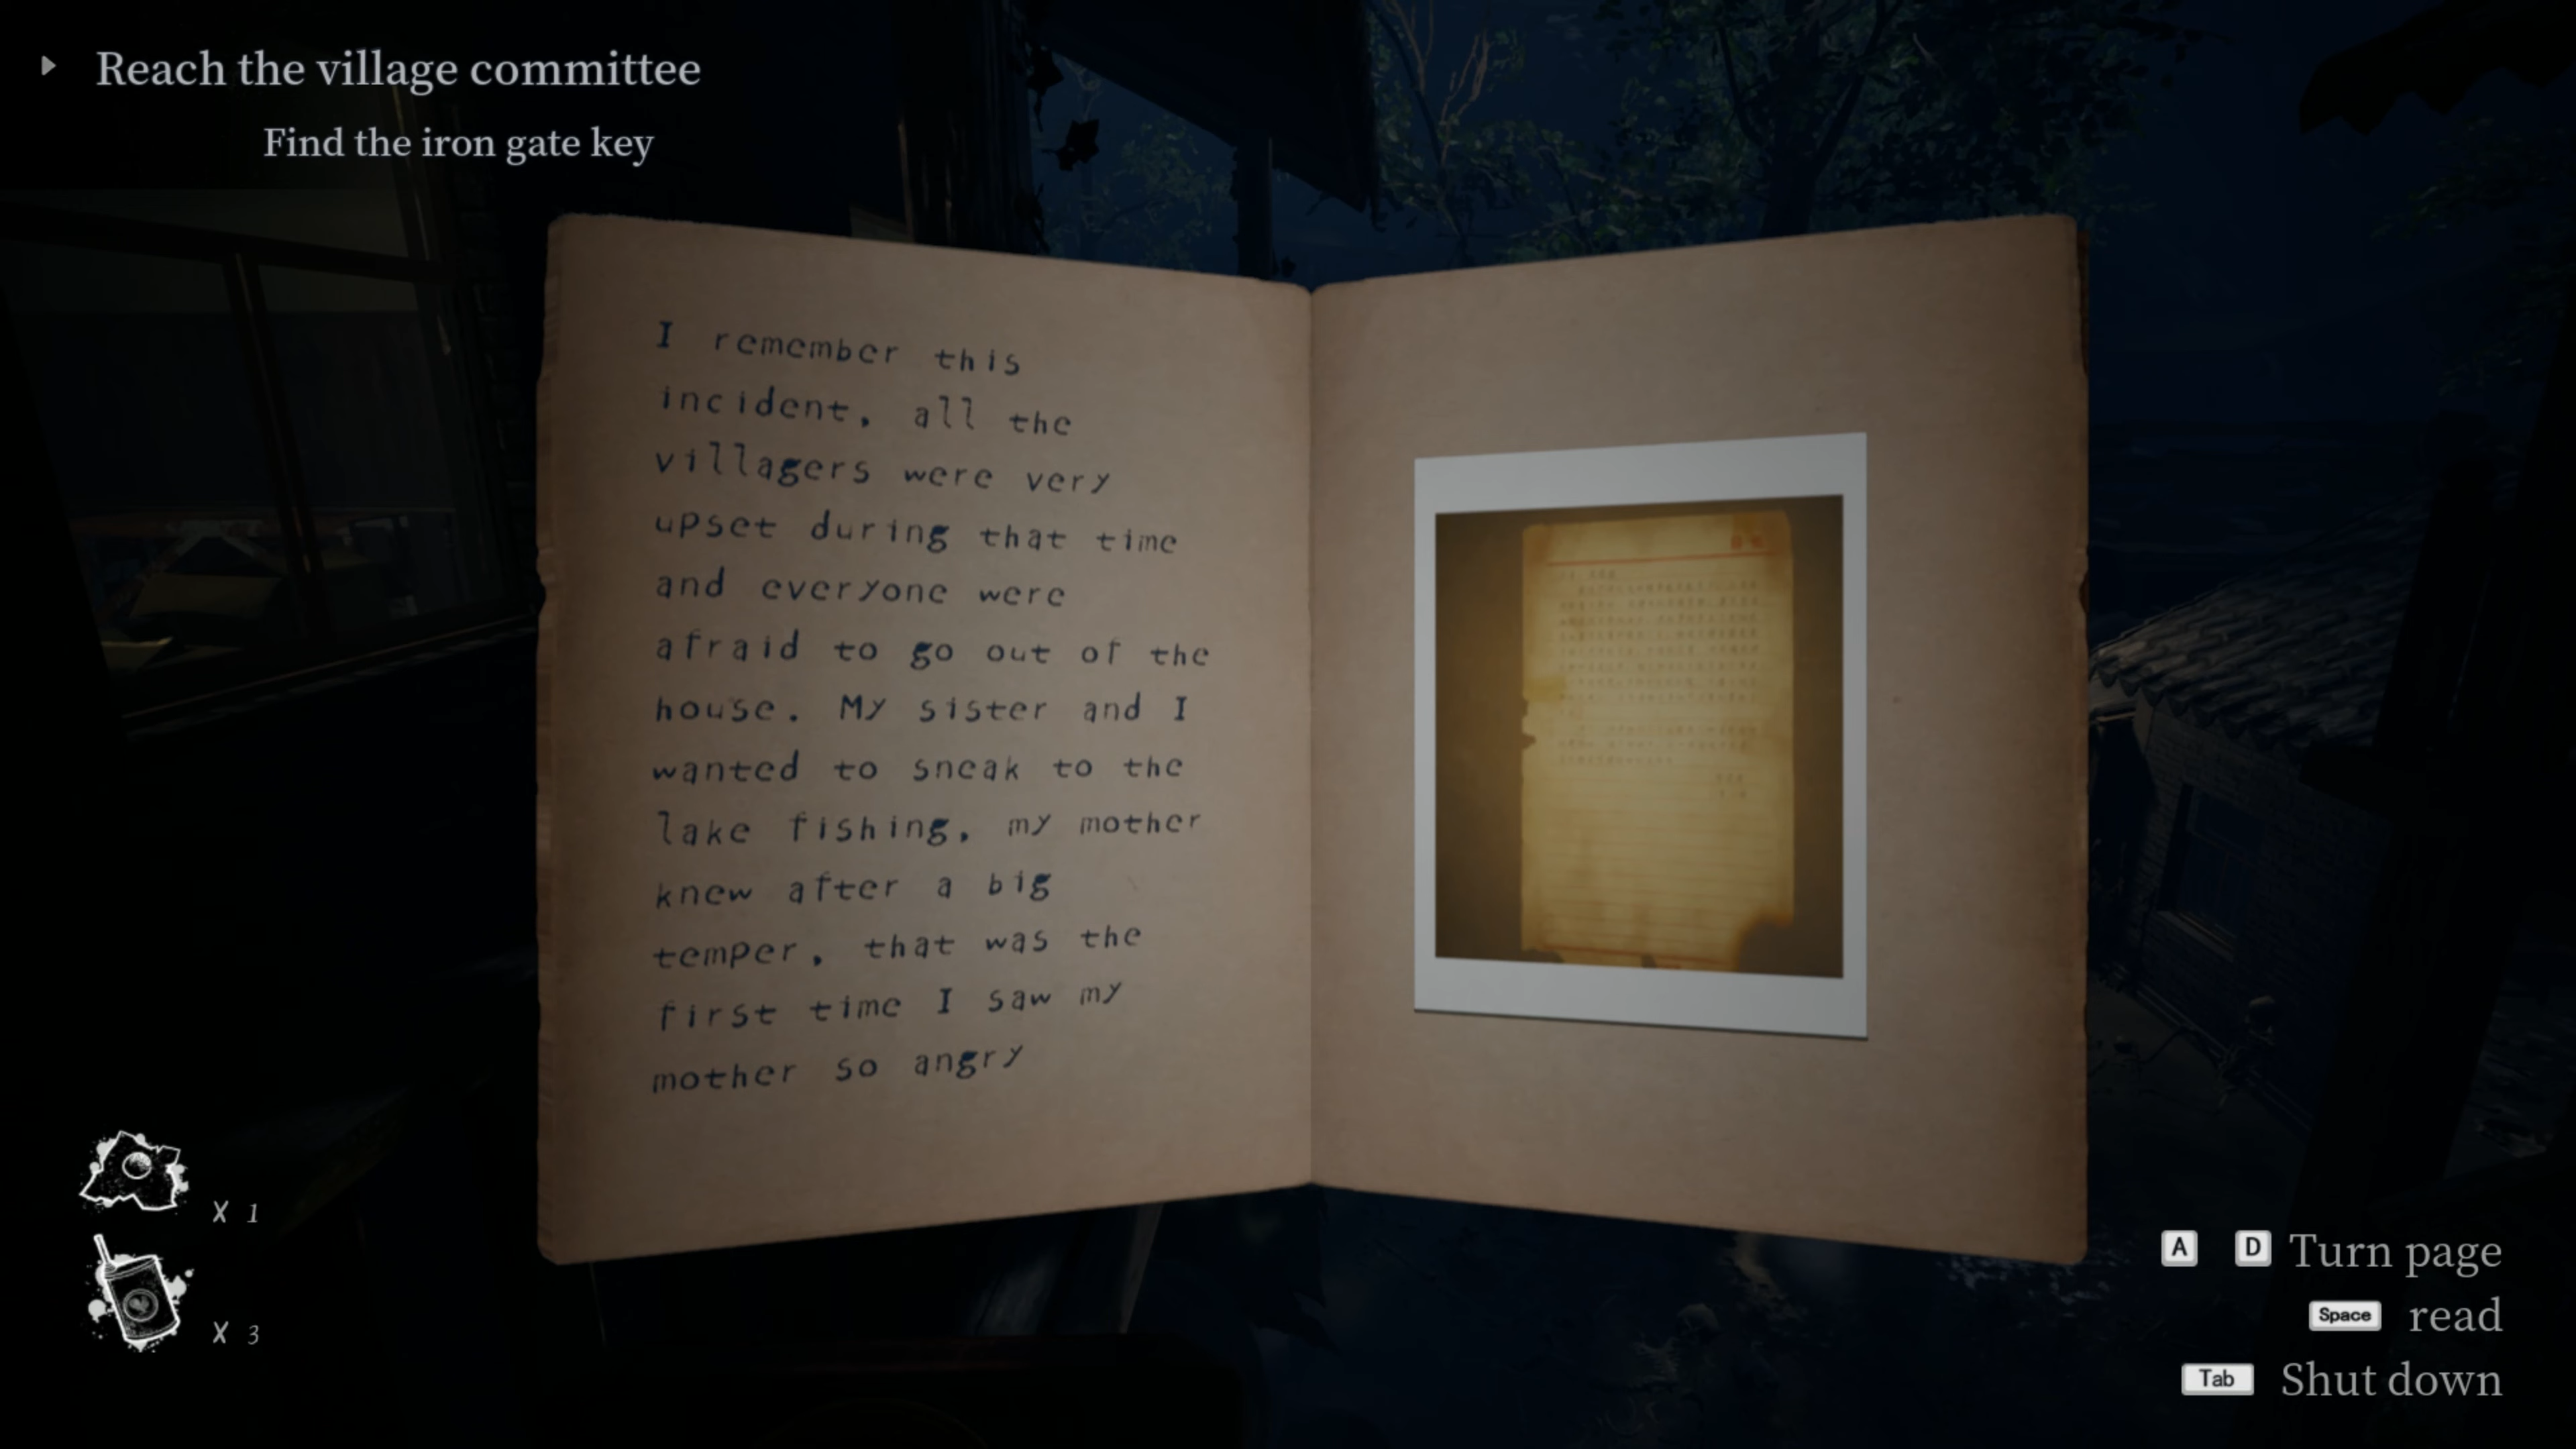 Reach the village committee
Find the iron gate key
I remember this
incident, all the
villagers were very
upset during that time
and everyone were
afraid to go out of the
house. My sister and I
wanted to sneak to the
lake fishing, my mother
knew after a big
temper, that was the
first time I saw my
mother so angry
X 1
X 3
A D Turn page
Space read
Tab Shut down